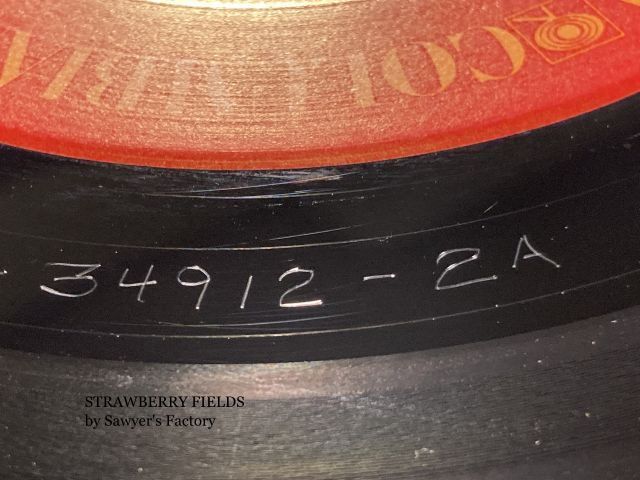 COLUMBIA
34912 - 2A
STRAWBERRY FIELDS
by Sawyer's Factory